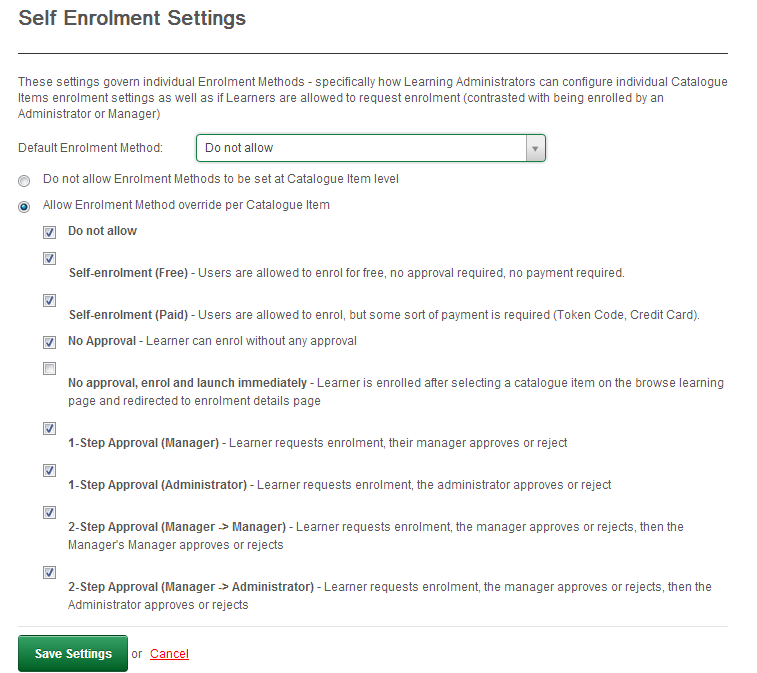 Self Enrolment Settings
These settings govern individual Enrolment Methods - specifically how Learning Administrators can configure individual Catalogue
Items enrolment settings as well as if Learners are allowed to request enrolment (contrasted with being enrolled by an
Administrator or Manager)
Default Enrolment Method: Do not allow
Do not allow Enrolment Methods to be set at Catalogue Item level
Allow Enrolment Method override per Catalogue Item
Do not allow
Self-enrolment (Free) - Users are allowed to enrol for free, no approval required, no payment required.
Self-enrolment (Paid) - Users are allowed to enrol, but some sort of payment is required (Token Code, Credit Card).
No Approval - Learner can enrol without any approval
No approval, enrol and launch immediately - Learner is enrolled after selecting a catalogue item on the browse learning
page and redirected to enrolment details page
1-Step Approval (Manager) - Learner requests enrolment, their manager approves or reject
1-Step Approval (Administrator) - Learner requests enrolment, the administrator approves or reject
2-Step Approval (Manager -> Manager) - Learner requests enrolment, the manager approves or rejects, then the
Manager's Manager approves or rejects
2-Step Approval (Manager -> Administrator) - Learner requests enrolment, the manager approves or rejects, then the
Administrator approves or rejects
Save Settings or Cancel